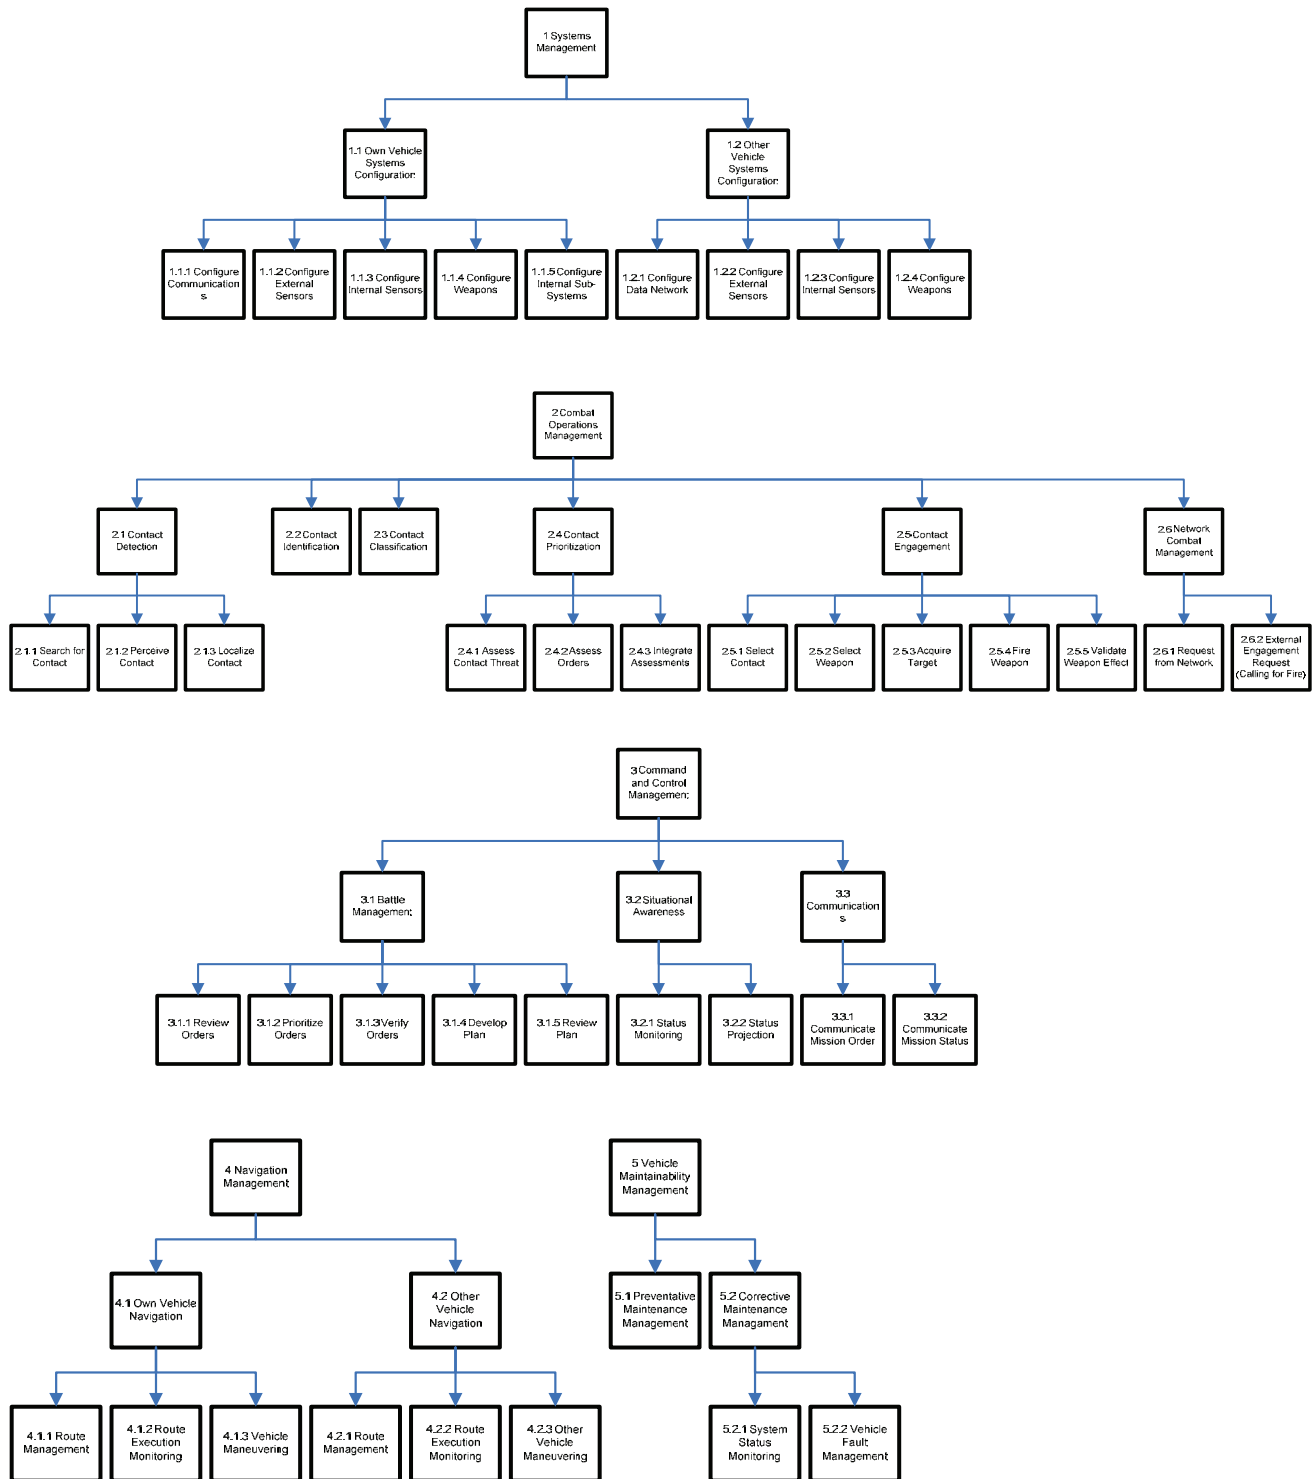 1 Systems
Management
1.1 Own Vehicle
Systems
Configuration
1.2 Other
Vehicle
Systems
Configuration
1.1.1 Configure
Communication
s
1.1.2 Configure
External
Sensors
1.1.3 Configure
Internal Sensors
1.1.4 Configure
Weapons
1.1.5 Configure
Internal Sub-
Systems
1.2.1 Configure
Data Network
1.2.2 Configure
External
Sensors
1.2.3 Configure
Internal Sensors
1.2.4 Configure
Weapons
2 Combat
Operations
Management
2.1 Contact
Detection
2.2 Contact
Identification
2.3 Contact
Classification
2.4 Contact
Prioritization
2.5 Contact
Engagement
2.6 Network
Combat
Management
2.1.1 Search for
Contact
2.1.2 Perceive
Contact
2.1.3 Localize
Contact
2.4.1 Assess
Contact Threat
2.4.2 Assess
Orders
2.4.3 Integrate
Assessments
2.5.1 Select
Contact
2.5.2 Select
Weapon
2.5.3 Acquire
Target
2.5.4 Fire
Weapon
2.5.5 Validate
Weapon Effect
2.6.1 Request
from Network
2.6.2 External
Engagement
Request
(Calling for Fire)
3 Command
and Control
Management
3.1 Battle
Management
3.2 Situational
Awareness
3.3
Communication
s
3.1.1 Review
Orders
3.1.2 Prioritize
Orders
3.1.3 Verify
Orders
3.1.4 Develop
Plan
3.1.5 Review
Plan
3.2.1 Status
Monitoring
3.2.2 Status
Projection
3.3.1
Communicate
Mission Order
3.3.2
Communicate
Mission Status
4 Navigation
Management
5 Vehicle
Maintainability
Management
4.1 Own Vehicle
Navigation
4.2 Other
Vehicle
Navigation
5.1 Preventative
Maintenance
Management
5.2 Corrective
Maintenance
Managament
4.1.1 Route
Management
4.1.2 Route
Execution
Monitoring
4.1.3 Vehicle
Maneuvering
4.2.1 Route
Management
4.2.2 Route
Execution
Monitoring
4.2.3 Other
Vehicle
Maneuvering
5.2.1 System
Status
Monitoring
5.2.2 Vehicle
Fault
Management